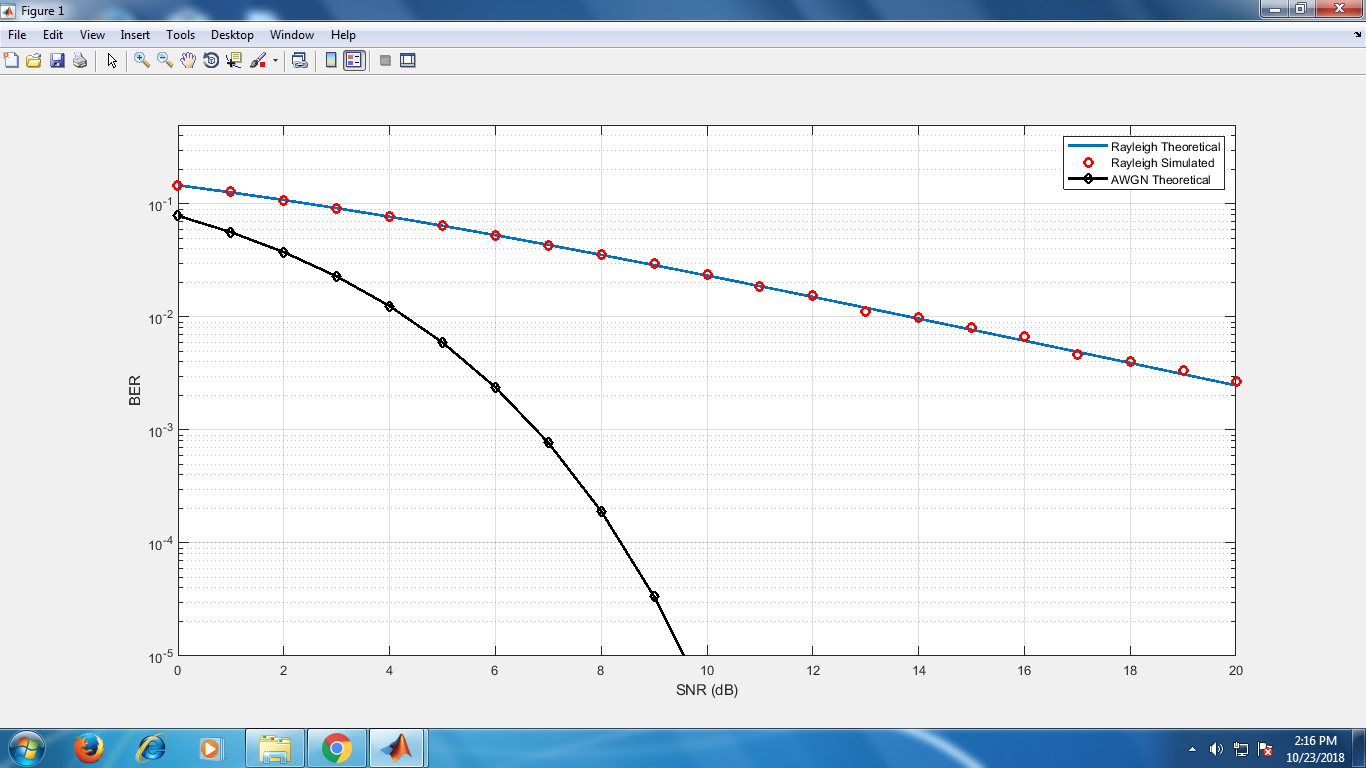 Figure 1
File Edit View Insert Tools Desktop Window Help
Rayleigh Theoretical
Rayleigh Simulated
AWGN Theoretical
10^-1
10^-2
10^-3
10^-4
10^-5
BER
0 2 4 6 8 10 12 14 16 18 20
SNR (dB)
2:16 PM
10/23/2018